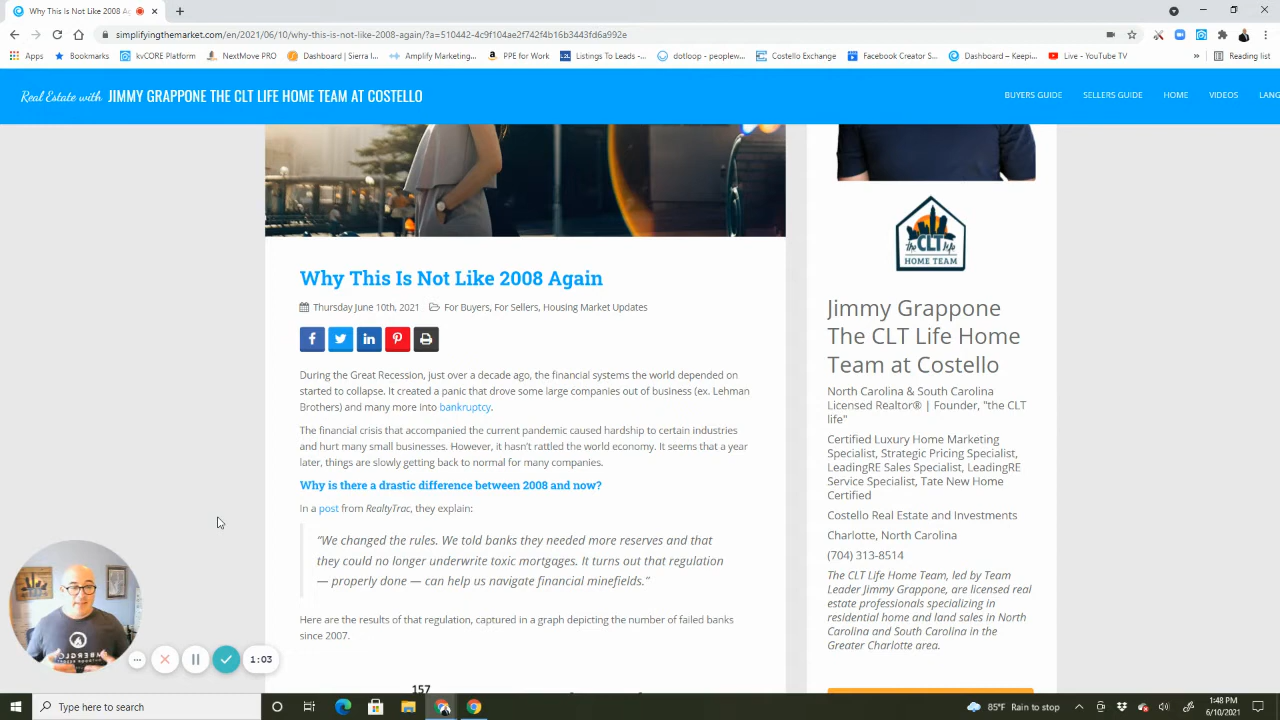 Why This Is Not Like 2008 Again
simplifyingthemarket.com/en/2021/06/10/why-this-is-not-like-2008-again/?a=510442-4c9f104ae2f742f4b16b3443fd6a992e
Apps
Bookmarks
kvCORE Platform
NextMove PRO
Dashboard | Sierra I...
Amplify Marketing...
PPE for Work
Listings To Leads -...
dotloop - peoplew...
Costello Exchange
Facebook Creator S...
Dashboard – Keepi...
Live - YouTube TV
»
Reading list
Real Estate with JIMMY GRAPPONE THE CLT LIFE HOME TEAM AT COSTELLO
BUYERS GUIDE
SELLERS GUIDE
HOME
VIDEOS
LANG
Why This Is Not Like 2008 Again
Thursday June 10th, 2021 For Buyers, For Sellers, Housing Market Updates
During the Great Recession, just over a decade ago, the financial systems the world depended on
started to collapse. It created a panic that drove some large companies out of business (ex. Lehman
Brothers) and many more into bankruptcy.
The financial crisis that accompanied the current pandemic caused hardship to certain industries
and hurt many small businesses. However, it hasn't rattled the world economy. It seems that a year
later, things are slowly getting back to normal for many companies.
Why is there a drastic difference between 2008 and now?
In a post from RealtyTrac, they explain:
“We changed the rules. We told banks they needed more reserves and that
they could no longer underwrite toxic mortgages. It turns out that regulation
— properly done — can help us navigate financial minefields.”
Here are the results of that regulation, captured in a graph depicting the number of failed banks
since 2007.
157
the CLT life
HOME TEAM
Jimmy Grappone
The CLT Life Home
Team at Costello
North Carolina & South Carolina
Licensed Realtor® | Founder, "the CLT
life"
Certified Luxury Home Marketing
Specialist, Strategic Pricing Specialist,
LeadingRE Sales Specialist, LeadingRE
Service Specialist, Tate New Home
Certified
Costello Real Estate and Investments
Charlotte, North Carolina
(704) 313-8514
The CLT Life Home Team, led by Team
Leader Jimmy Grappone, are licensed real
estate professionals specializing in
residential home and land sales in North
Carolina and South Carolina in the
Greater Charlotte area.
1:03
Type here to search
85°F Rain to stop
1:48 PM
6/10/2021